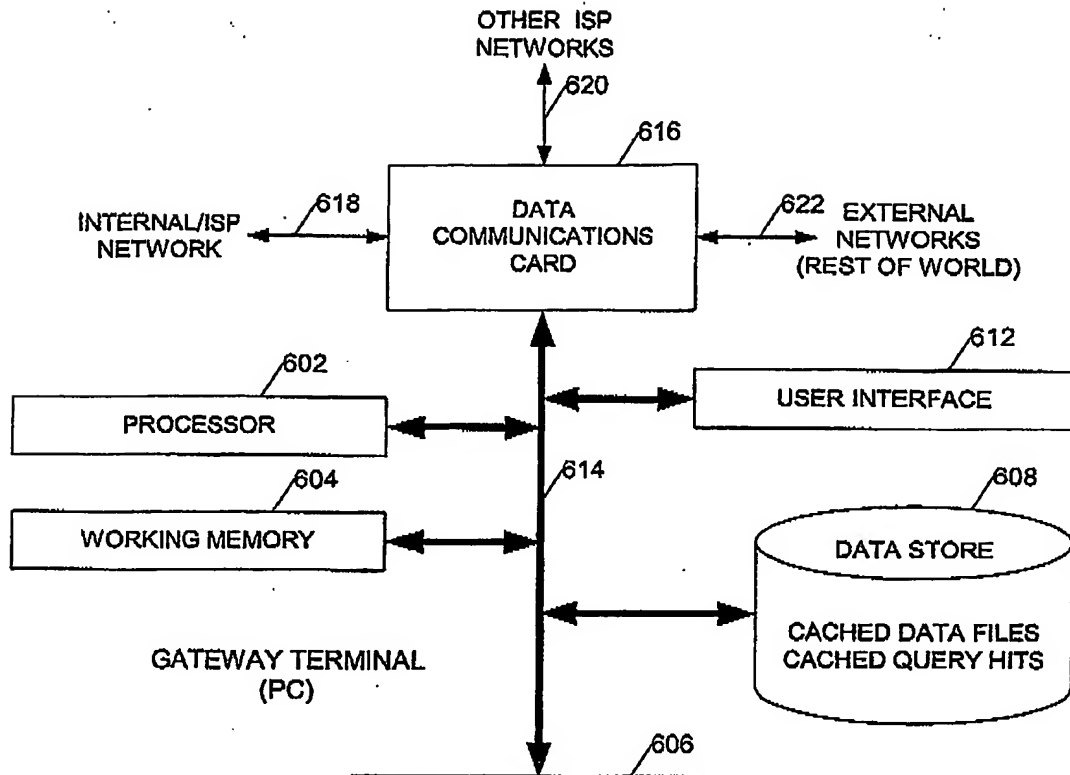 OTHER ISP
NETWORKS
620
616
618
INTERNAL/ISP
NETWORK
DATA
COMMUNICATIONS
CARD
622
EXTERNAL
NETWORKS
(REST OF WORLD)
612
602
USER INTERFACE
PROCESSOR
614
604
608
WORKING MEMORY
DATA STORE
CACHED DATA FILES
CACHED QUERY HITS
GATEWAY TERMINAL
(PC)
606